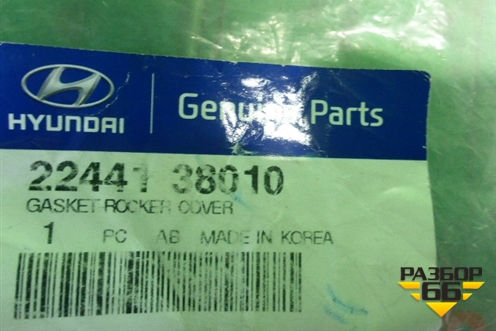 HYUNDAI
Genuine Parts
22441 38010
GASKET-ROCKER COVER
1 PC AB MADE IN KOREA
РАЗБОР
66